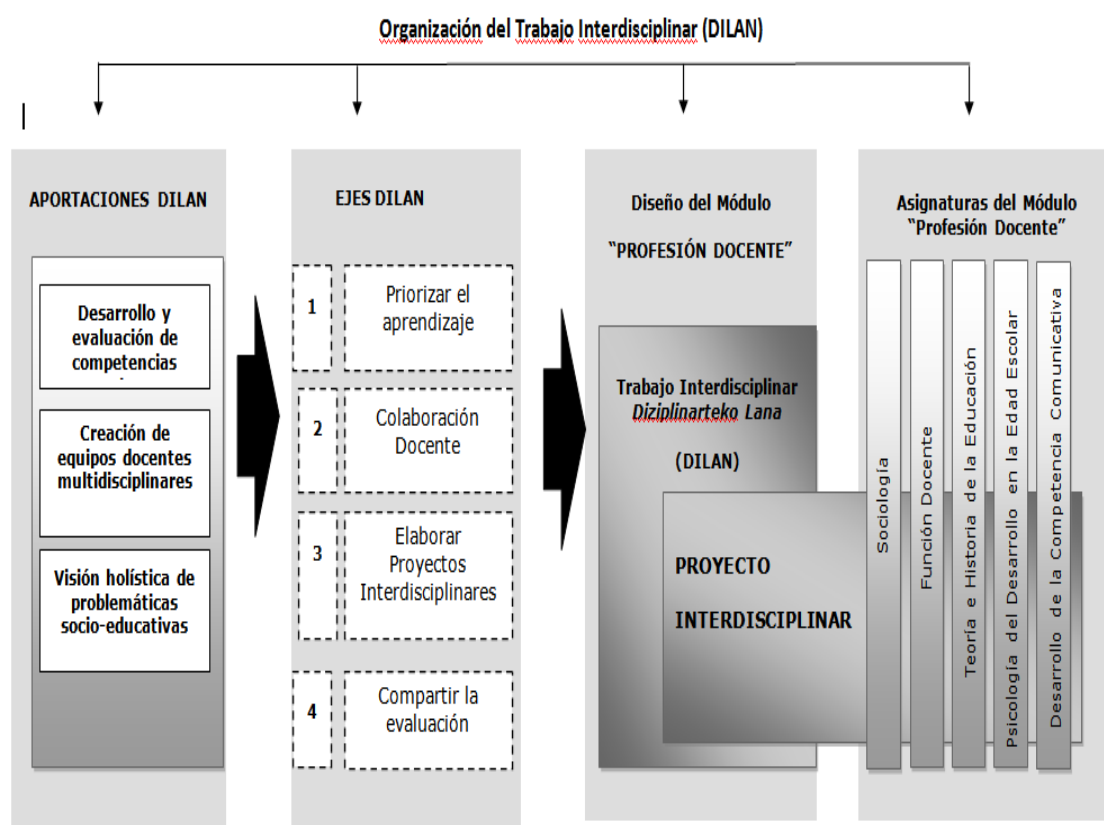 Organización del Trabajo Interdisciplinar (DILAN)
APORTACIONES DILAN
Desarrollo y
evaluación de
competencias
Creación de
equipos docentes
multidisciplinares
Visión holística de
problemáticas
socio-educativas
EJES DILAN
1
Priorizar el
aprendizaje
2
Colaboración
Docente
3
Elaborar
Proyectos
Interdisciplinares
4
Compartir la
evaluación
Diseño del Módulo
“PROFESIÓN DOCENTE”
Trabajo Interdisciplinar
Diziplinarteko Lana
(DILAN)
PROYECTO
INTERDISCIPLINAR
Asignaturas del Módulo
“Profesión Docente”
Sociología
Función Docente
Teoría e Historia de la Educación
Psicología del Desarrollo en la Edad Escolar
Desarrollo de la Competencia Comunicativa